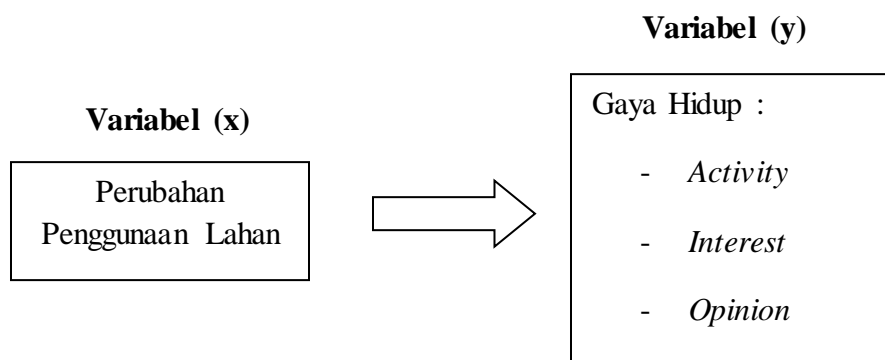 Variabel (x)
Perubahan
Penggunaan Lahan
Variabel (y)
Gaya Hidup :
- Activity
- Interest
- Opinion